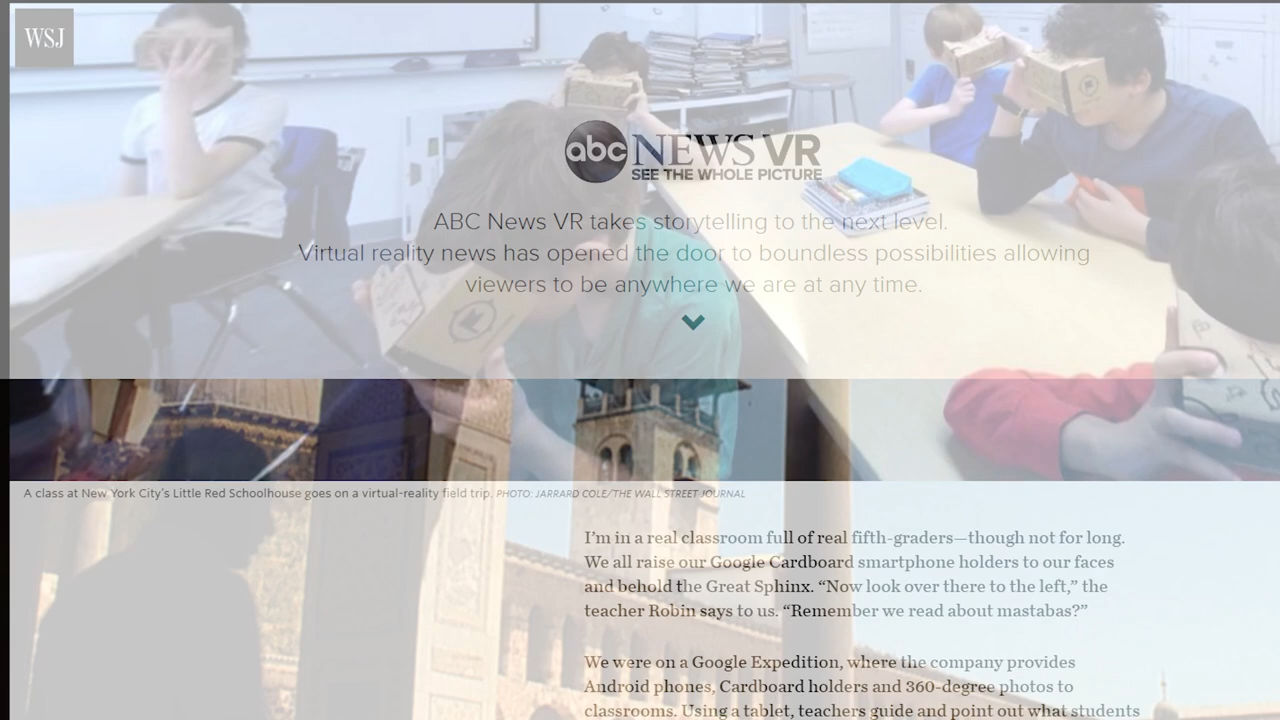 WSJ
abc NEWS VR
SEE THE WHOLE PICTURE
ABC News VR takes storytelling to the next level.
Virtual reality news has opened the door to boundless possibilities allowing
viewers to be anywhere we are at any time.
A class at New York City’s Little Red Schoolhouse goes on a virtual-reality field trip. PHOTO: JARRARD COLE/THE WALL STREET JOURNAL
I’m in a real classroom full of real fifth-graders—though not for long.
We all raise our Google Cardboard smartphone holders to our faces
and behold the Great Sphinx. “Now look over there to the left,” the
teacher Robin says to us. “Remember we read about mastabas?”
We were on a Google Expedition, where the company provides
Android phones, Cardboard holders and 360-degree photos to
classrooms. Using a tablet, teachers guide and point out what students